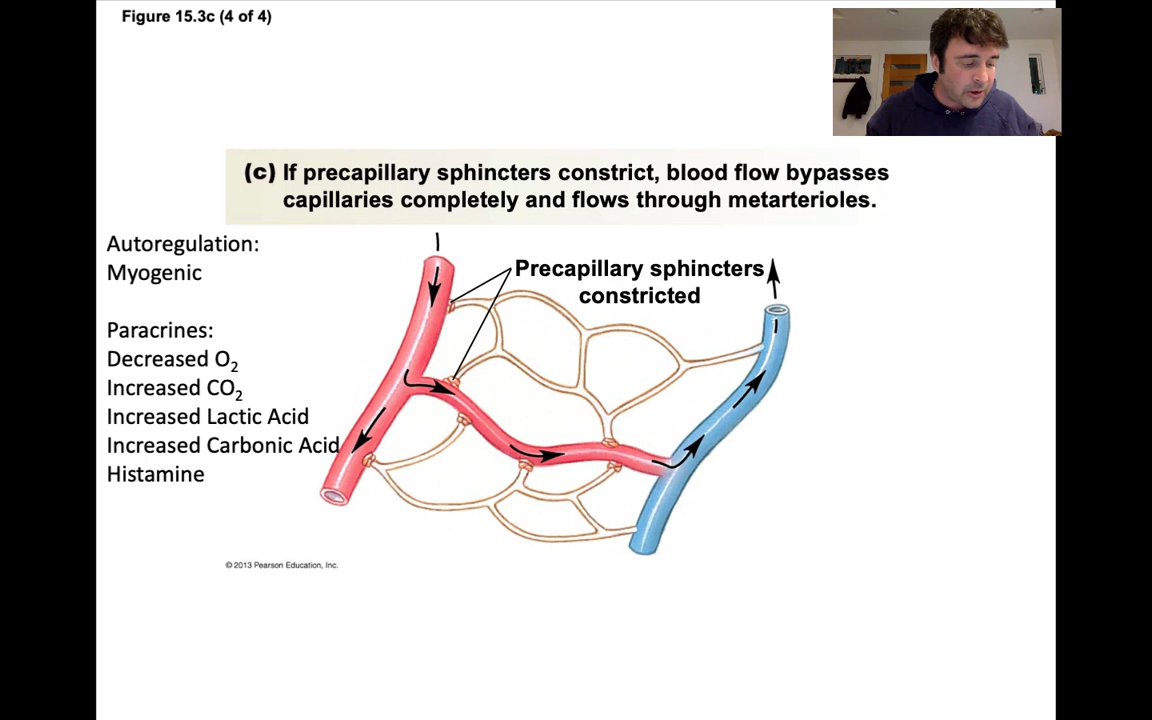 Figure 15.3c (4 of 4)
(c) If precapillary sphincters constrict, blood flow bypasses
capillaries completely and flows through metarterioles.
Autoregulation:
Myogenic
Precapillary sphincters
constricted
Paracrines:
Decreased O₂
Increased CO₂
Increased Lactic Acid
Increased Carbonic Acid
Histamine
© 2013 Pearson Education, Inc.